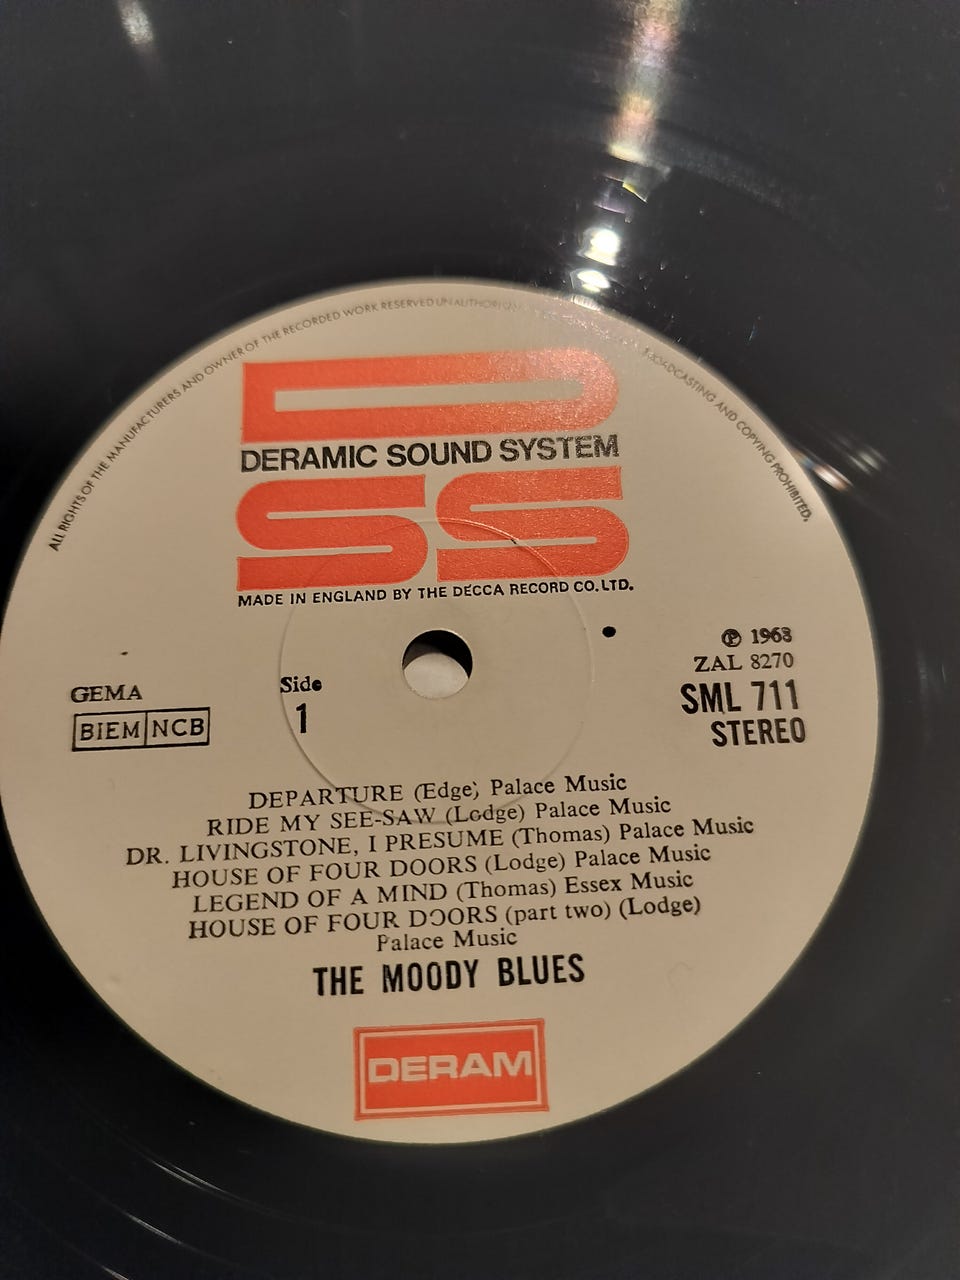 ALL RIGHTS OF THE MANUFACTURERS AND OWNER OF THE RECORDED WORK RESERVED
CASTING AND COPYING PROHIBITED.
DERAMIC SOUND SYSTEM
MADE IN ENGLAND BY THE DECCA RECORD CO. LTD.
Ⓟ 1968
ZAL 8270
SML 711
STEREO
GEMA
BIEM NCB
Side
1
DEPARTURE (Edge) Palace Music
RIDE MY SEE-SAW (Lodge) Palace Music
DR. LIVINGSTONE, I PRESUME (Thomas) Palace Music
HOUSE OF FOUR DOORS (Lodge) Palace Music
LEGEND OF A MIND (Thomas) Essex Music
HOUSE OF FOUR DOORS (part two) (Lodge)
Palace Music
THE MOODY BLUES
DERAM